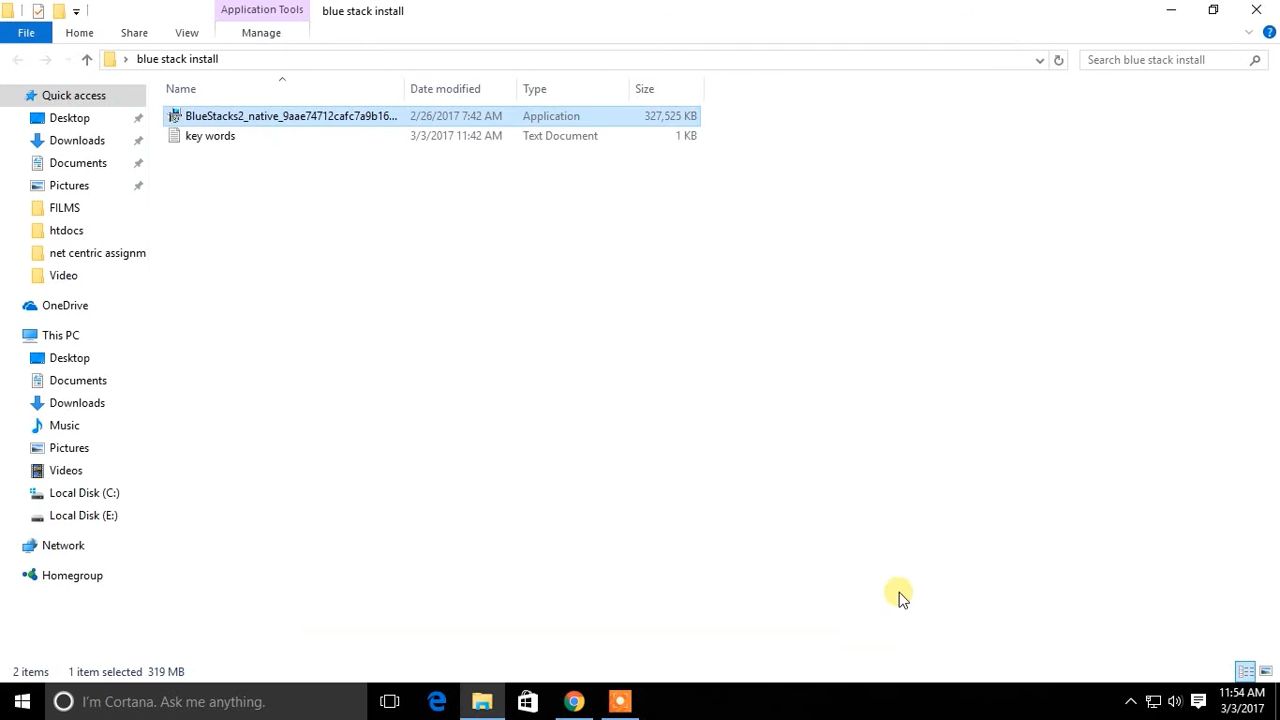 Application Tools
blue stack install
File
Home
Share
View
Manage
blue stack install
Search blue stack install
Name
Date modified
Type
Size
BlueStacks2_native_9aae74712cafc7a9b16...
2/26/2017 7:42 AM
Application
327,525 KB
key words
3/3/2017 11:42 AM
Text Document
1 KB
Quick access
Desktop
Downloads
Documents
Pictures
FILMS
htdocs
net centric assignm
Video
OneDrive
This PC
Desktop
Documents
Downloads
Music
Pictures
Videos
Local Disk (C:)
Local Disk (E:)
Network
Homegroup
2 items
1 item selected 319 MB
I'm Cortana. Ask me anything.
11:54 AM
3/3/2017